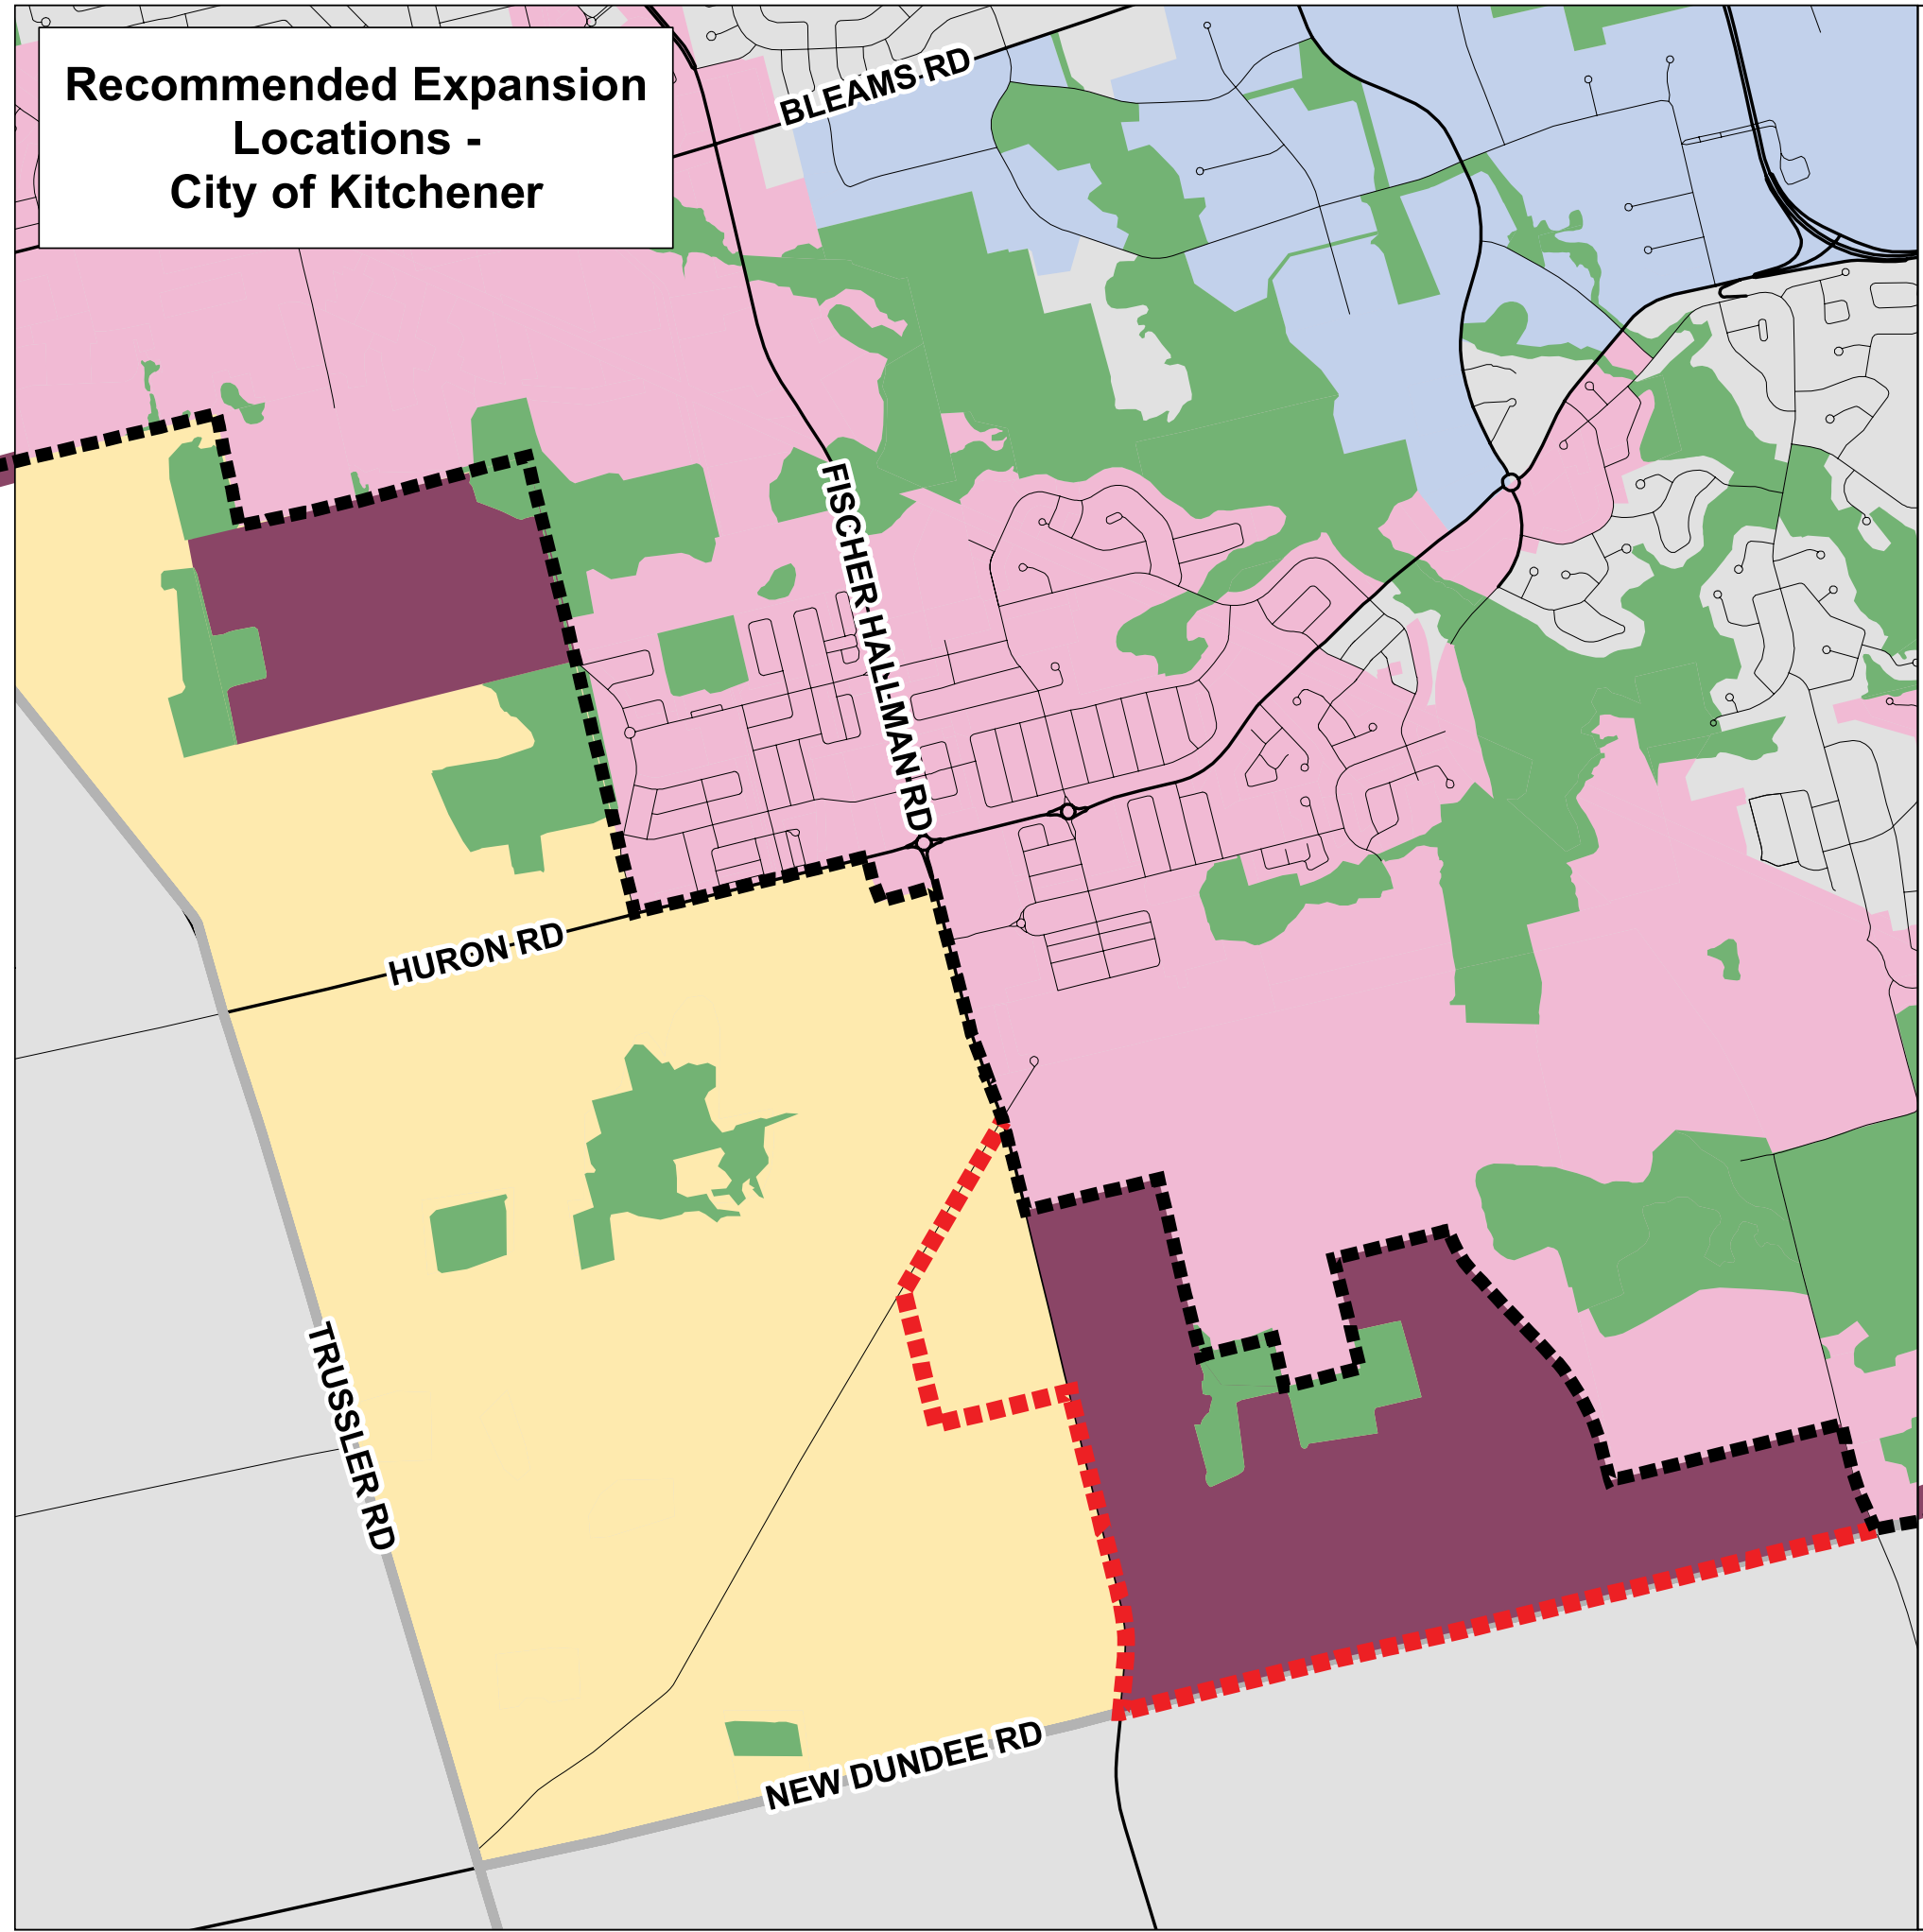 Recommended Expansion
Locations -
City of Kitchener
BLEAMS RD
FISCHER HALLMAN RD
HURON RD
TRUSSLER RD
NEW DUNDEE RD